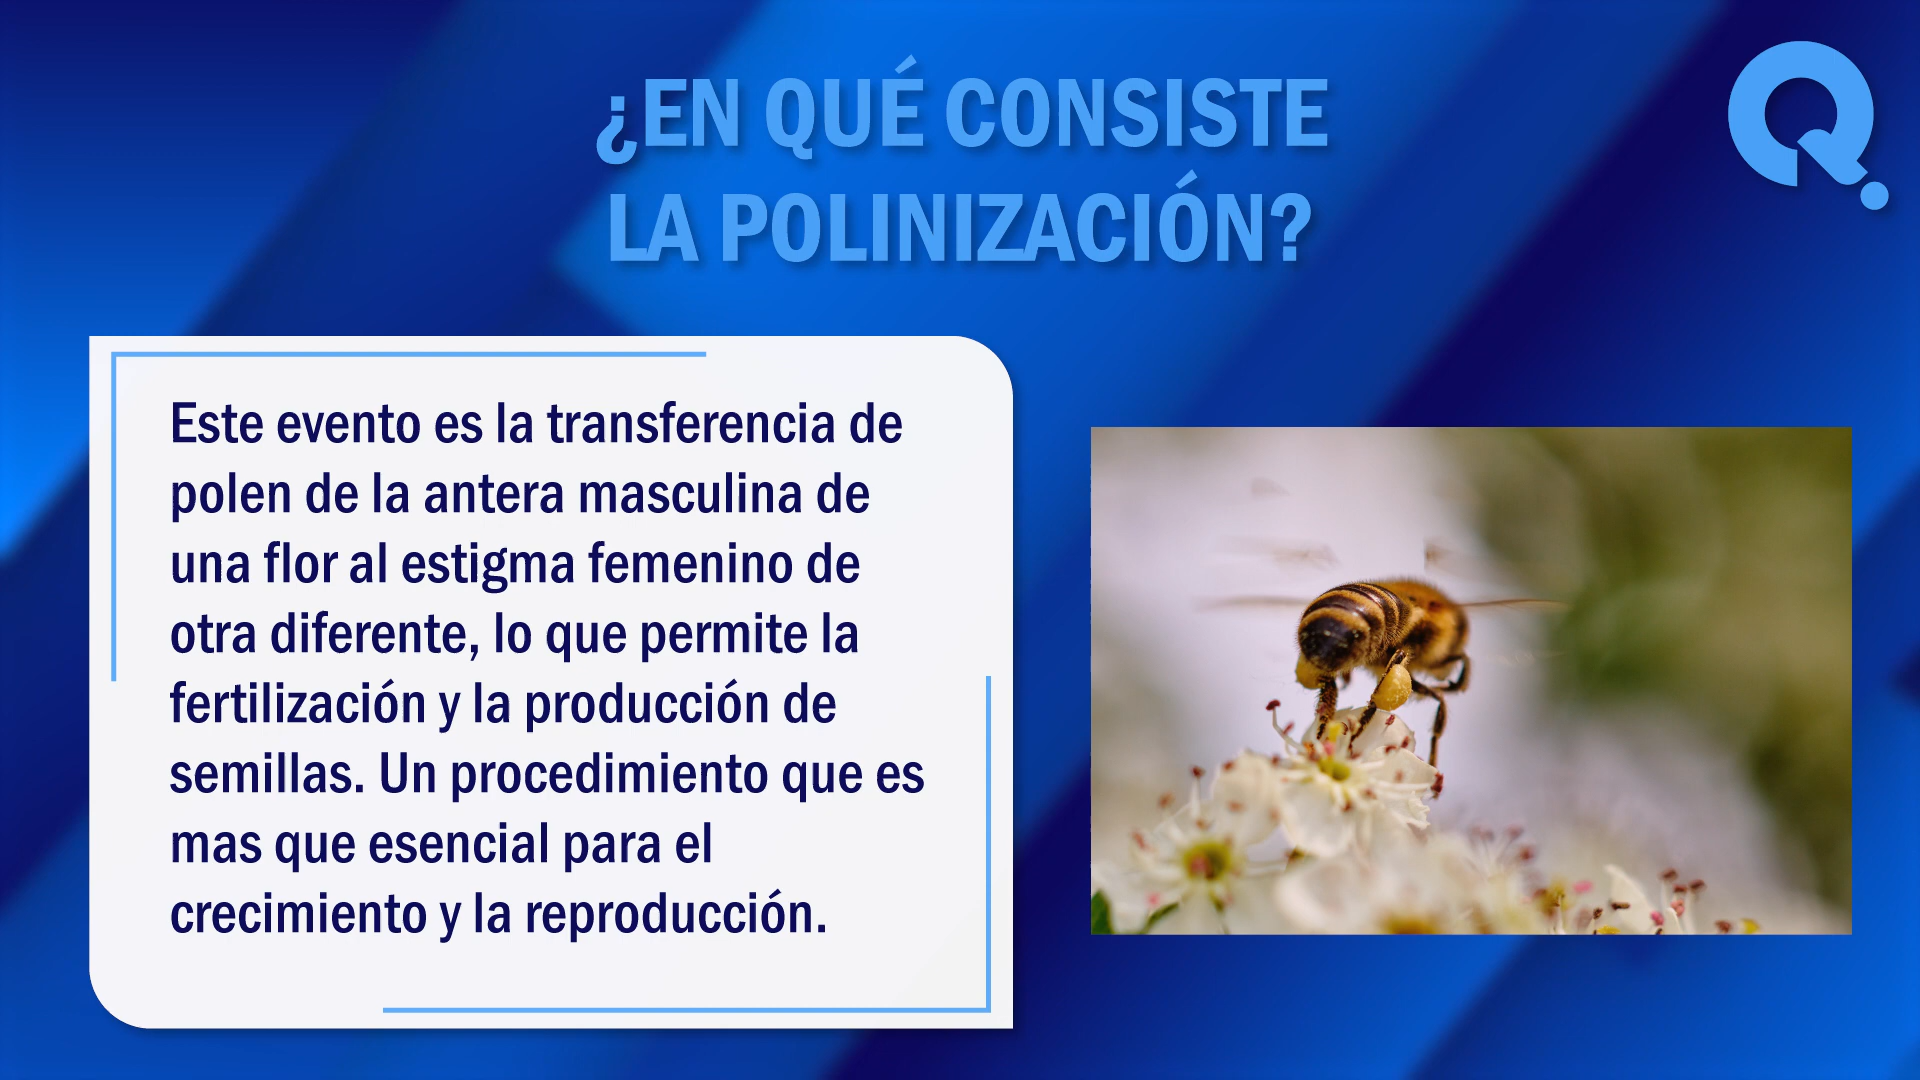 ¿EN QUÉ CONSISTE
LA POLINIZACIÓN?
Q.
Este evento es la transferencia de
polen de la antera masculina de
una flor al estigma femenino de
otra diferente, lo que permite la
fertilización y la producción de
semillas. Un procedimiento que es
mas que esencial para el
crecimiento y la reproducción.